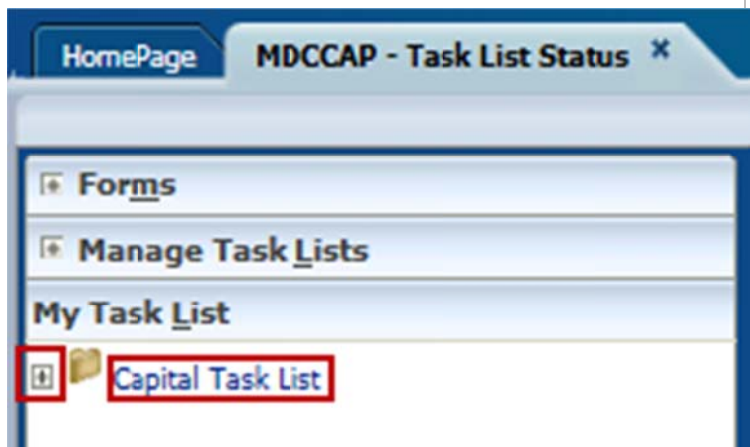 HomePage MDCCAP - Task List Status
Forms
Manage Task Lists
My Task List
Capital Task List